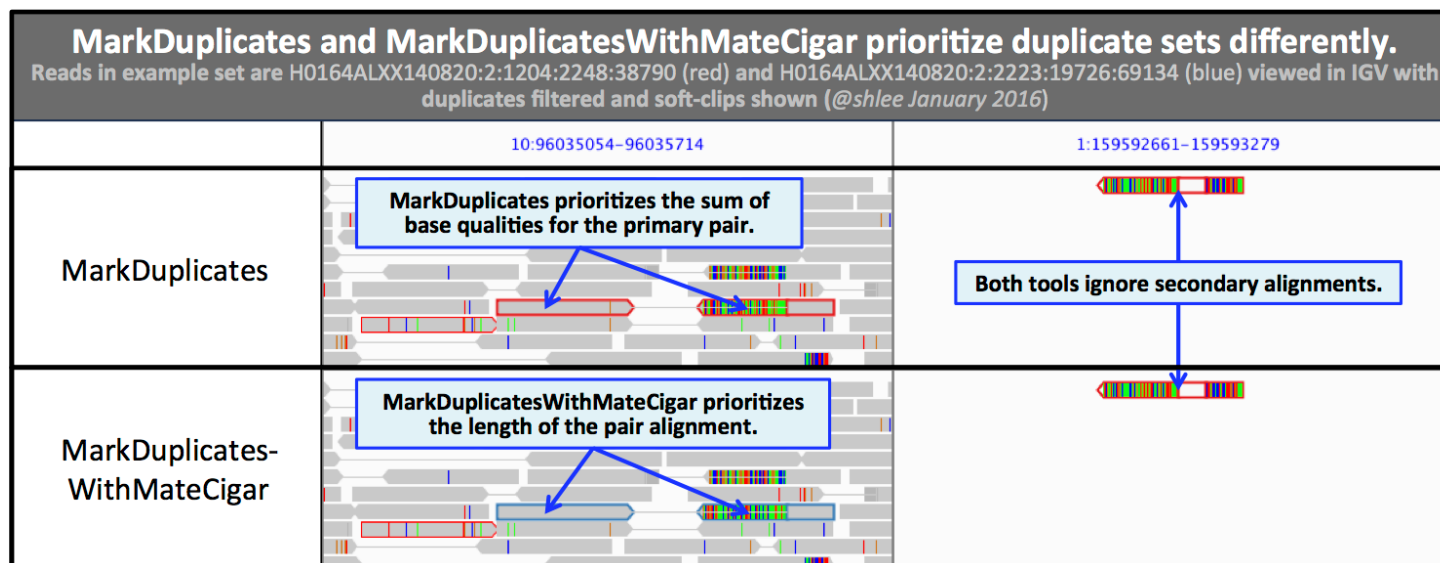 MarkDuplicates and MarkDuplicatesWithMateCigar prioritize duplicate sets differently.
Reads in example set are H0164ALXX140820:2:1204:2248:38790 (red) and H0164ALXX140820:2:2223:19726:69134 (blue) viewed in IGV with
duplicates filtered and soft-clips shown (@shlee January 2016)
10:96035054-96035714
1:159592661-159593279
MarkDuplicates
MarkDuplicates prioritizes the sum of
base qualities for the primary pair.
Both tools ignore secondary alignments.
MarkDuplicates-
WithMateCigar
MarkDuplicatesWithMateCigar prioritizes
the length of the pair alignment.